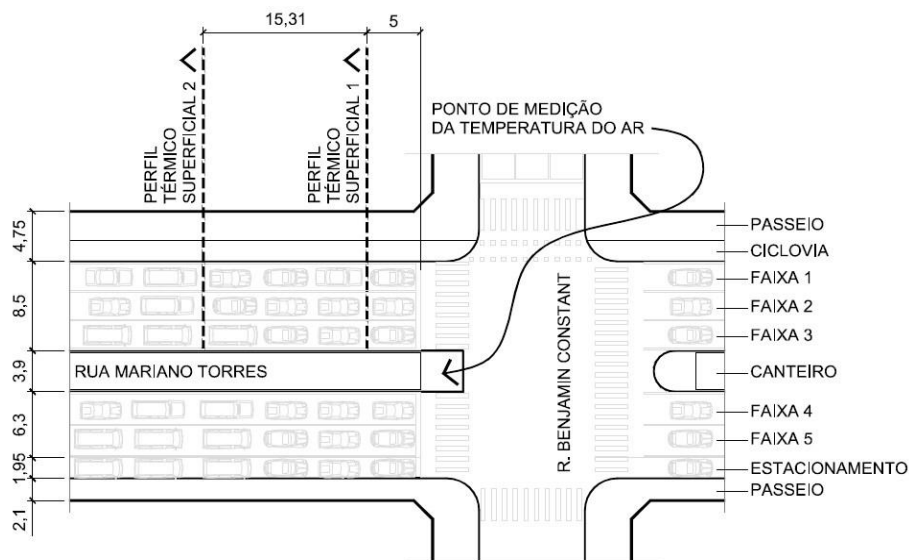 15,31
5
PERFIL
TÉRMICO
SUPERFICIAL 2
PERFIL
TÉRMICO
SUPERFICIAL 1
PONTO DE MEDIÇÃO
DA TEMPERATURA DO AR
4,75
8,5
3,9
6,3
1,95
2,1
RUA MARIANO TORRES
R. BENJAMIN CONSTANT
PASSEIO
CICLOVIA
FAIXA 1
FAIXA 2
FAIXA 3
CANTEIRO
FAIXA 4
FAIXA 5
ESTACIONAMENTO
PASSEIO